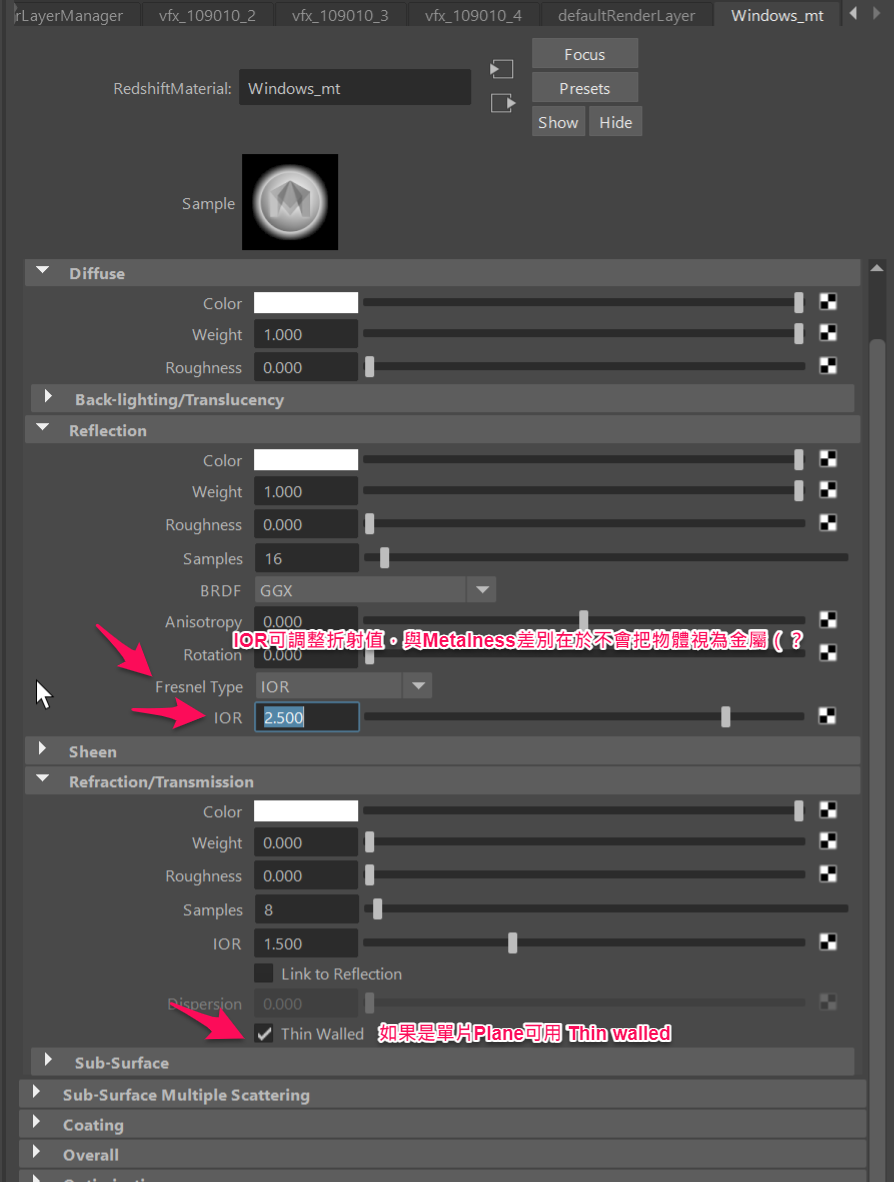 rLayerManager vfx_109010_2 vfx_109010_3 vfx_109010_4 defaultRenderLayer Windows_mt
Focus
RedshiftMaterial: Windows_mt
Presets
Show Hide
Sample
Diffuse
Color
Weight 1.000
Roughness 0.000
Back-lighting/Translucency
Reflection
Color
Weight 1.000
Roughness 0.000
Samples 16
BRDF GGX
Anisotropy 0.000
IOR可調整折射值,與Metalness差別在於不會把物體視為金屬(?
Rotation 0.000
Fresnel Type IOR
IOR 2.500
Sheen
Refraction/Transmission
Color
Weight 0.000
Roughness 0.000
Samples 8
IOR 1.500
Link to Reflection
Dispersion 0.000
Thin Walled 如果是單片Plane可用 Thin walled
Sub-Surface
Sub-Surface Multiple Scattering
Coating
Overall